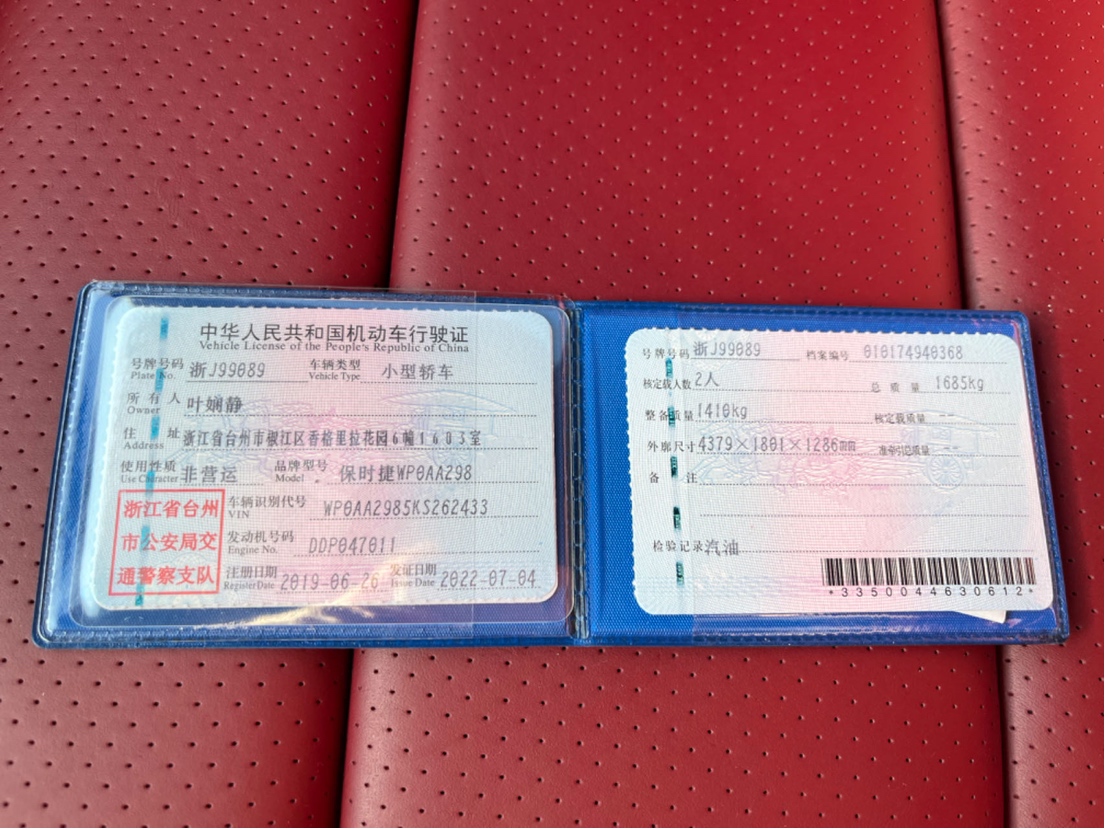 中华人民共和国机动车行驶证
Vehicle License of the People's Republic of China
号牌号码 浙J99089 车辆类型 小型轿车
Plate No. Vehicle Type
所有人 叶娴静
Owner
住址 浙江省台州市椒江区香格里拉花园6幢1603室
Address
使用性质 非营运 品牌型号 保时捷WP0AA298
Use Character Model
浙江省台州
市公安局交
通警察支队
车辆识别代号 WP0AA2985KS262433
VIN
发动机号码 DDP047011
Engine No.
注册日期 2019-06-26 发证日期 2022-07-04
Register Date Issue Date
号牌号码 浙J99089 档案编号 010174940368
核定载人数 2人 总质量 1685kg
整备质量 1410kg 核定载质量 --
外廓尺寸 4379×1801×1286mm 准牵引总质量 --
备注
检验记录 汽油
*3350044630612*